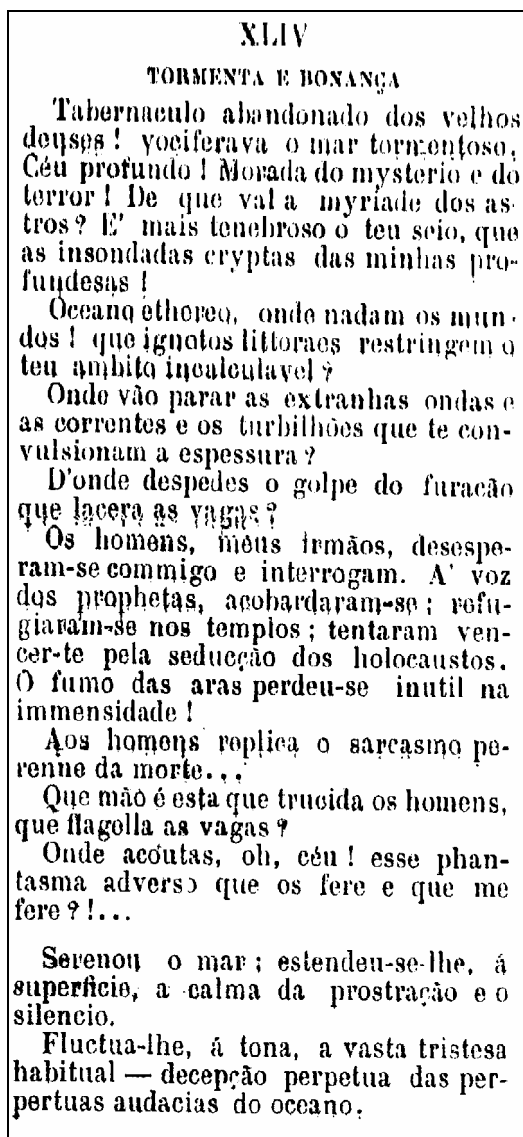 XLIV
TORMENTA E BONANÇA
Tabernaculo abandonado dos velhos
deuses ! vociferava o mar tormentoso,
Céu profundo ! Morada do mysterio e do
terror ! De que val a myriade dos as-
tros ? E' mais tenebroso o teu seio, que
as insondadas cryptas das minhas pro-
fundesas !
Oceano ethereo, onde nadam os mun-
dos ! que ignotos littoraes restringem o
teu ambito incalculavel ?
Onde vão parar as extranhas ondas e
as correntes e os turbilhões que te con-
vulsionam a espessura ?
D'onde despedes o golpe do furacão
que lacera as vagas ?
Os homens, meus irmãos, desespe-
ram-se commigo e interrogam. A' voz
dos prophetas, acobardaram-se ; refu-
giaram-se nos templos ; tentaram ven-
cer-te pela seducção dos holocaustos.
O fumo das aras perdeu-se inutil na
immensidade !
Aos homens replica o sarcasmo pe-
renne da morte...
Que mão é esta que trucida os homens,
que flagella as vagas ?
Onde acoutas, oh, céu ! esse phan-
tasma adverso que os fere e que me
fere ? !...
Serenou o mar ; estendeu-se-lhe, á
superficie, a calma da prostração e o
silencio.
Fluctua-lhe, á tona, a vasta tristesa
habitual — decepção perpetua das per-
pertuas audacias do oceano.